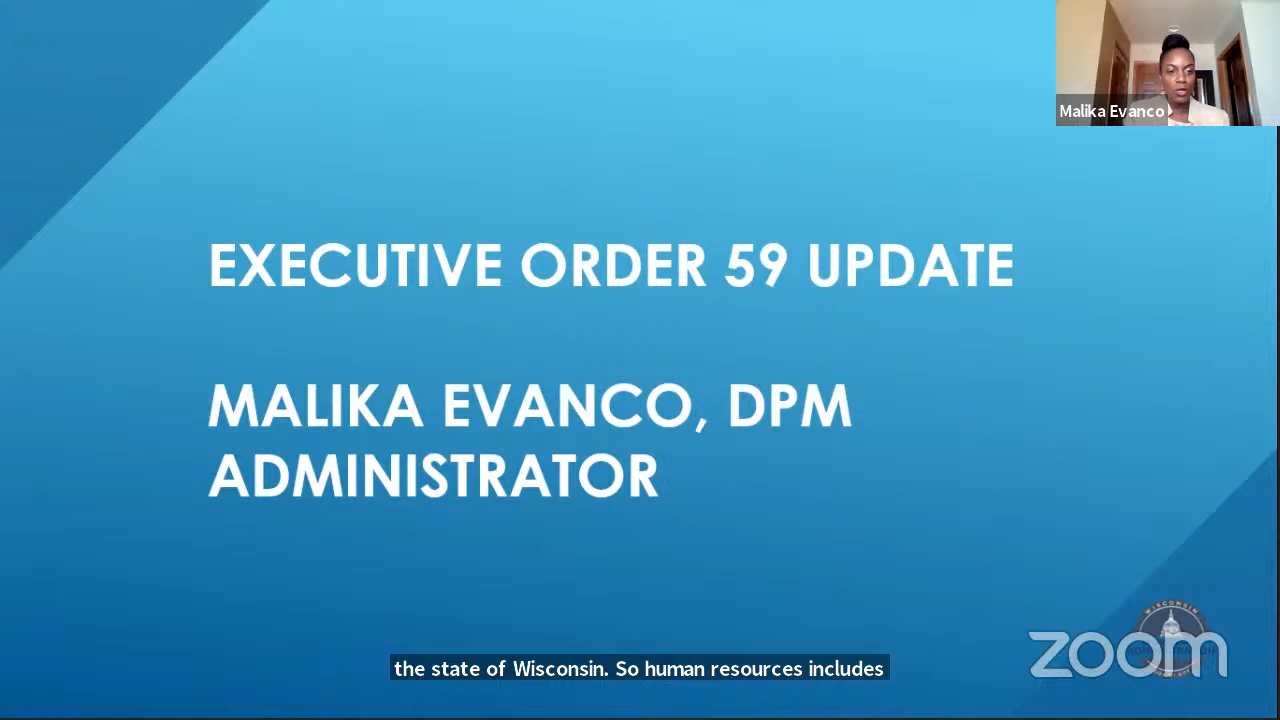 Malika Evanco
EXECUTIVE ORDER 59 UPDATE
MALIKA EVANCO, DPM
ADMINISTRATOR
WISCONSIN
zoom
the state of Wisconsin. So human resources includes